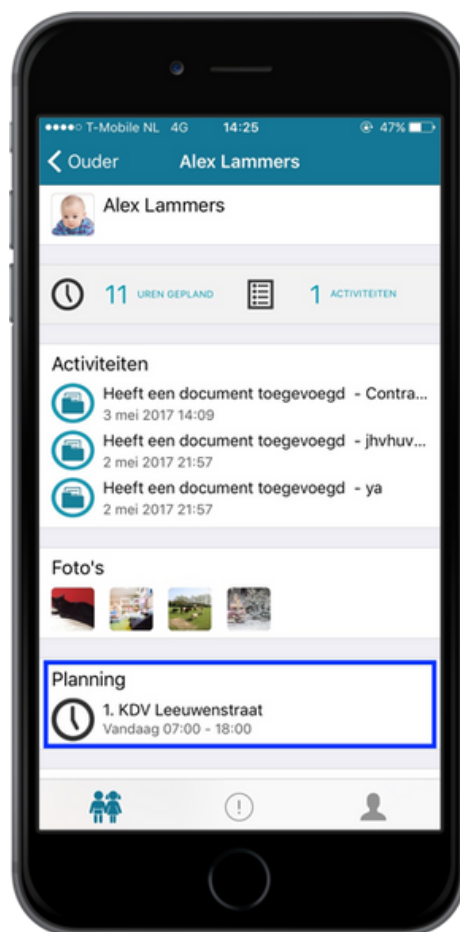 T-Mobile NL 4G 14:25 47%
Ouder Alex Lammers
Alex Lammers
11 UREN GEPLAND 1 ACTIVITEITEN
Activiteiten
Heeft een document toegevoegd - Contra...
3 mei 2017 14:09
Heeft een document toegevoegd - jhvhuv...
2 mei 2017 21:57
Heeft een document toegevoegd - ya
2 mei 2017 21:57
Foto's
Planning
1. KDV Leeuwenstraat
Vandaag 07:00 - 18:00